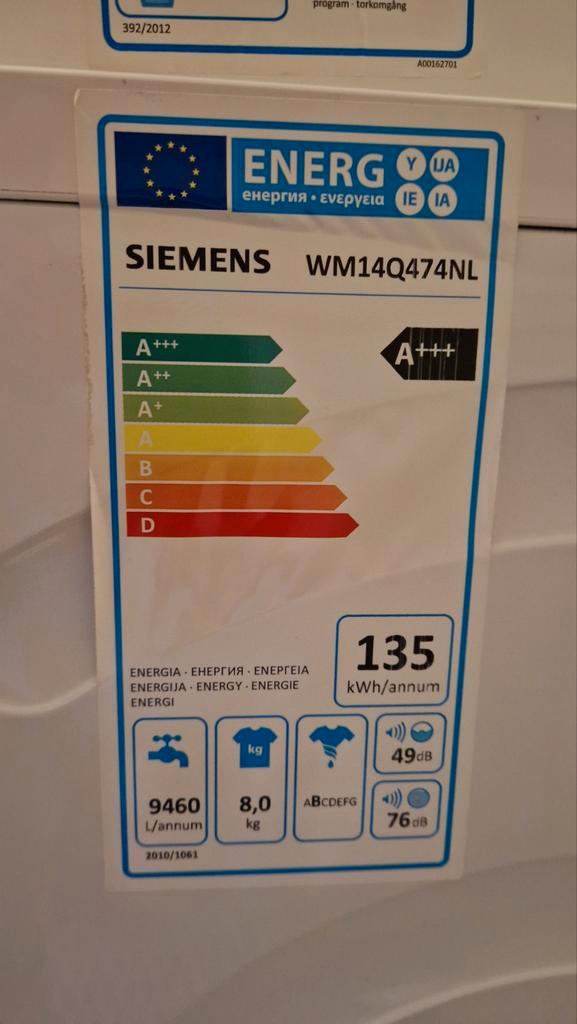 program · torkomgång
392/2012
A00162701
ENERG Y UA
енергия · ενεργεια IE IA
SIEMENS WM14Q474NL
A+++ A+++
A++
A+
A
B
C
D
135
kWh/annum
ENERGIA · ЕНЕРГИЯ · ΕΝΕΡΓΕΙΑ
ENERGIJA · ENERGY · ENERGIE
ENERGI
kg
49dB
9460
L/annum
8,0
kg
ABCDEFG
76dB
2010/1061